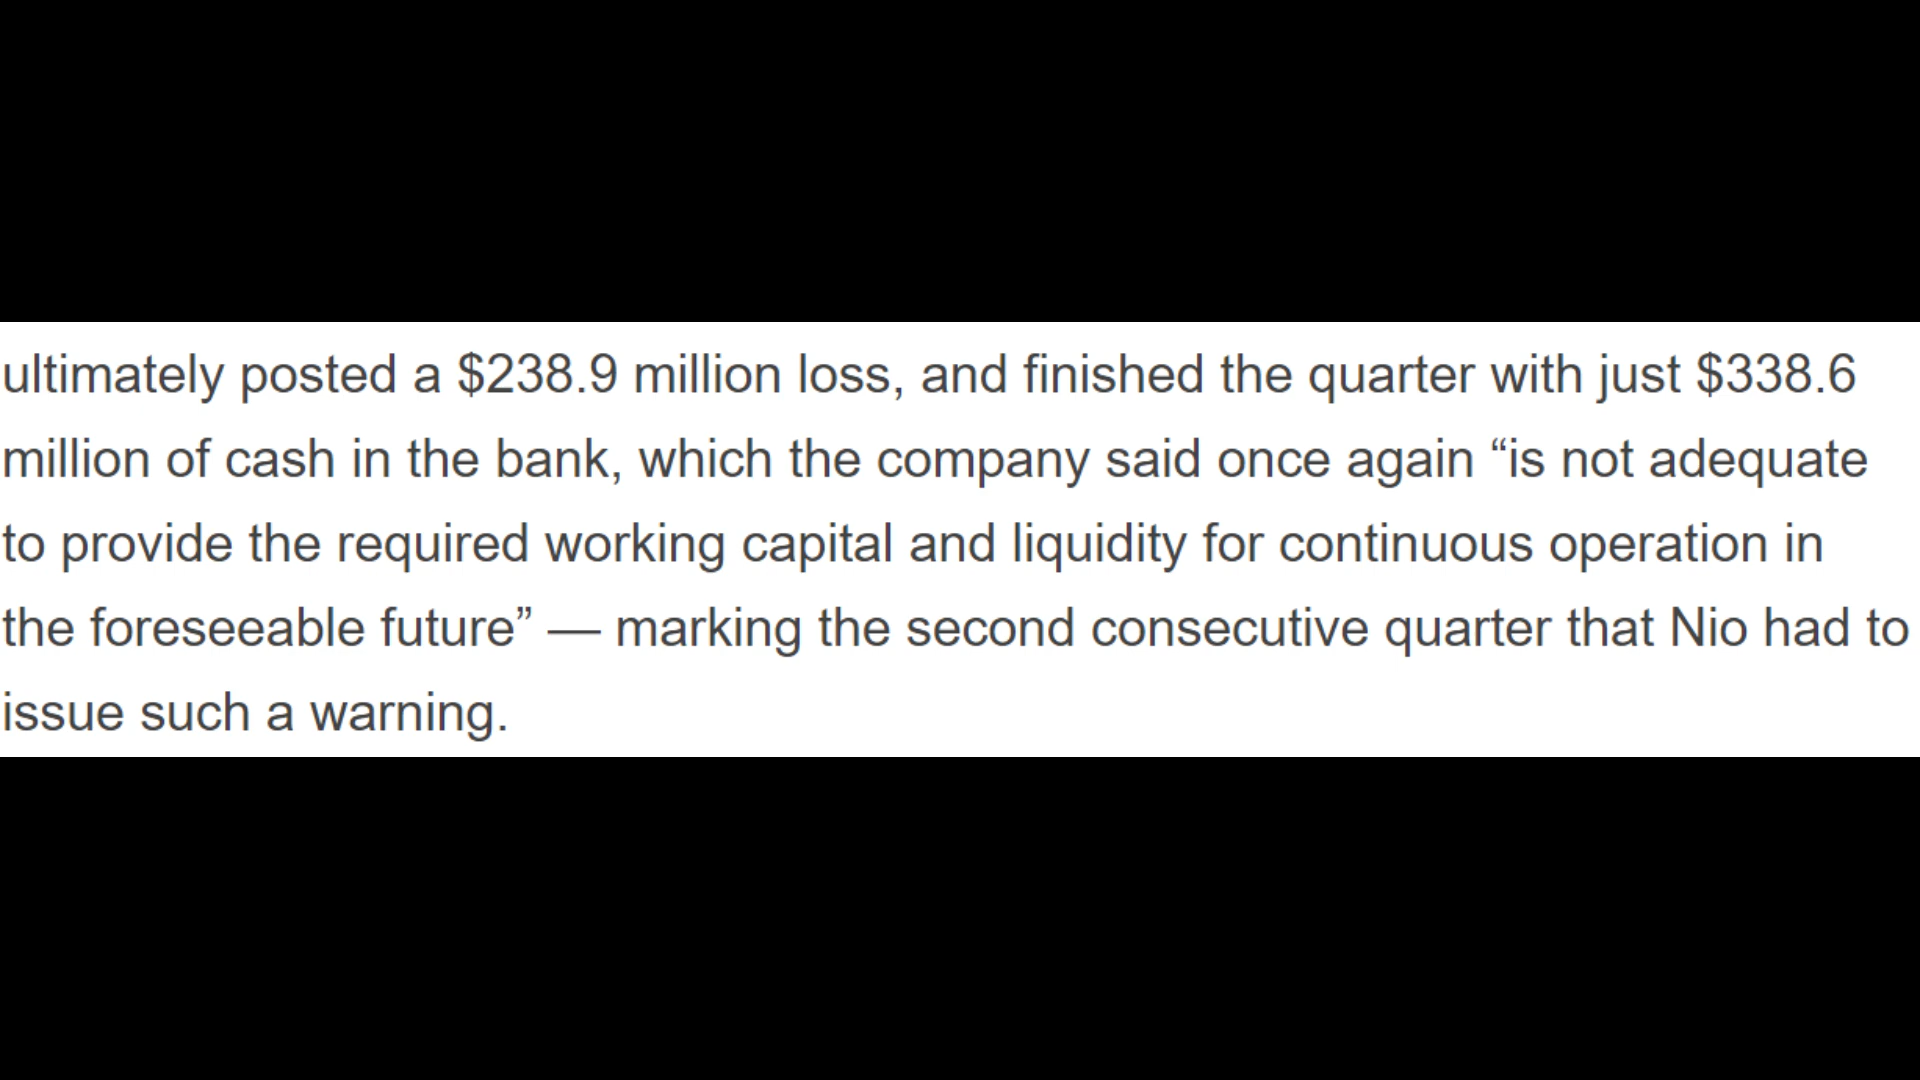 ultimately posted a $238.9 million loss, and finished the quarter with just $338.6
million of cash in the bank, which the company said once again “is not adequate
to provide the required working capital and liquidity for continuous operation in
the foreseeable future” — marking the second consecutive quarter that Nio had to
issue such a warning.